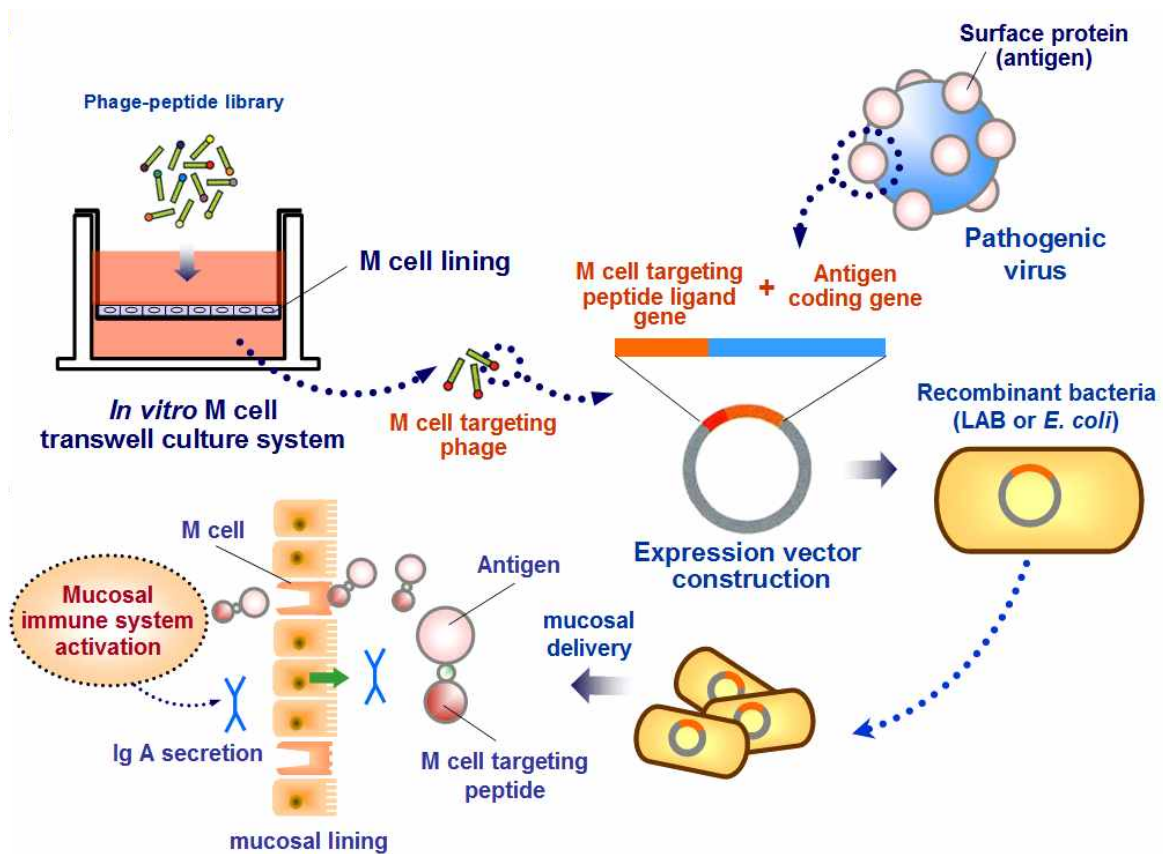 Phage-peptide library
M cell lining
In vitro M cell
transwell culture system
M cell targeting
phage
Surface protein
(antigen)
Pathogenic
virus
M cell targeting
peptide ligand
gene
+
Antigen
coding gene
Expression vector
construction
Recombinant bacteria
(LAB or E. coli)
mucosal
delivery
Antigen
M cell targeting
peptide
M cell
Mucosal
immune system
activation
Ig A secretion
mucosal lining